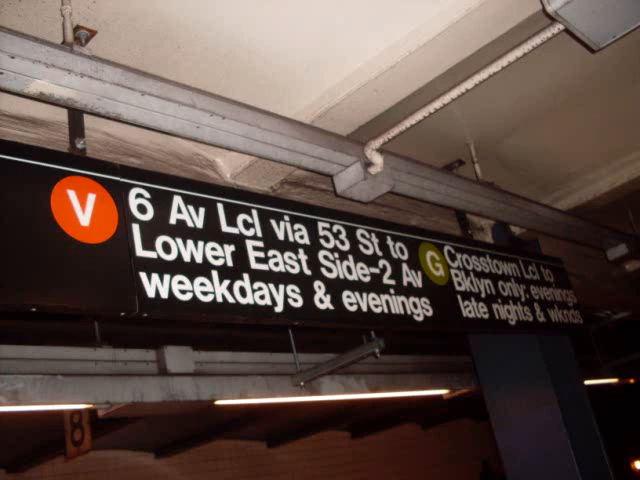 V
6 Av Lcl via 53 St to
Lower East Side-2 Av
weekdays & evenings
G
Crosstown Lcl to
Bklyn only: evenings
late nights & wknds
8